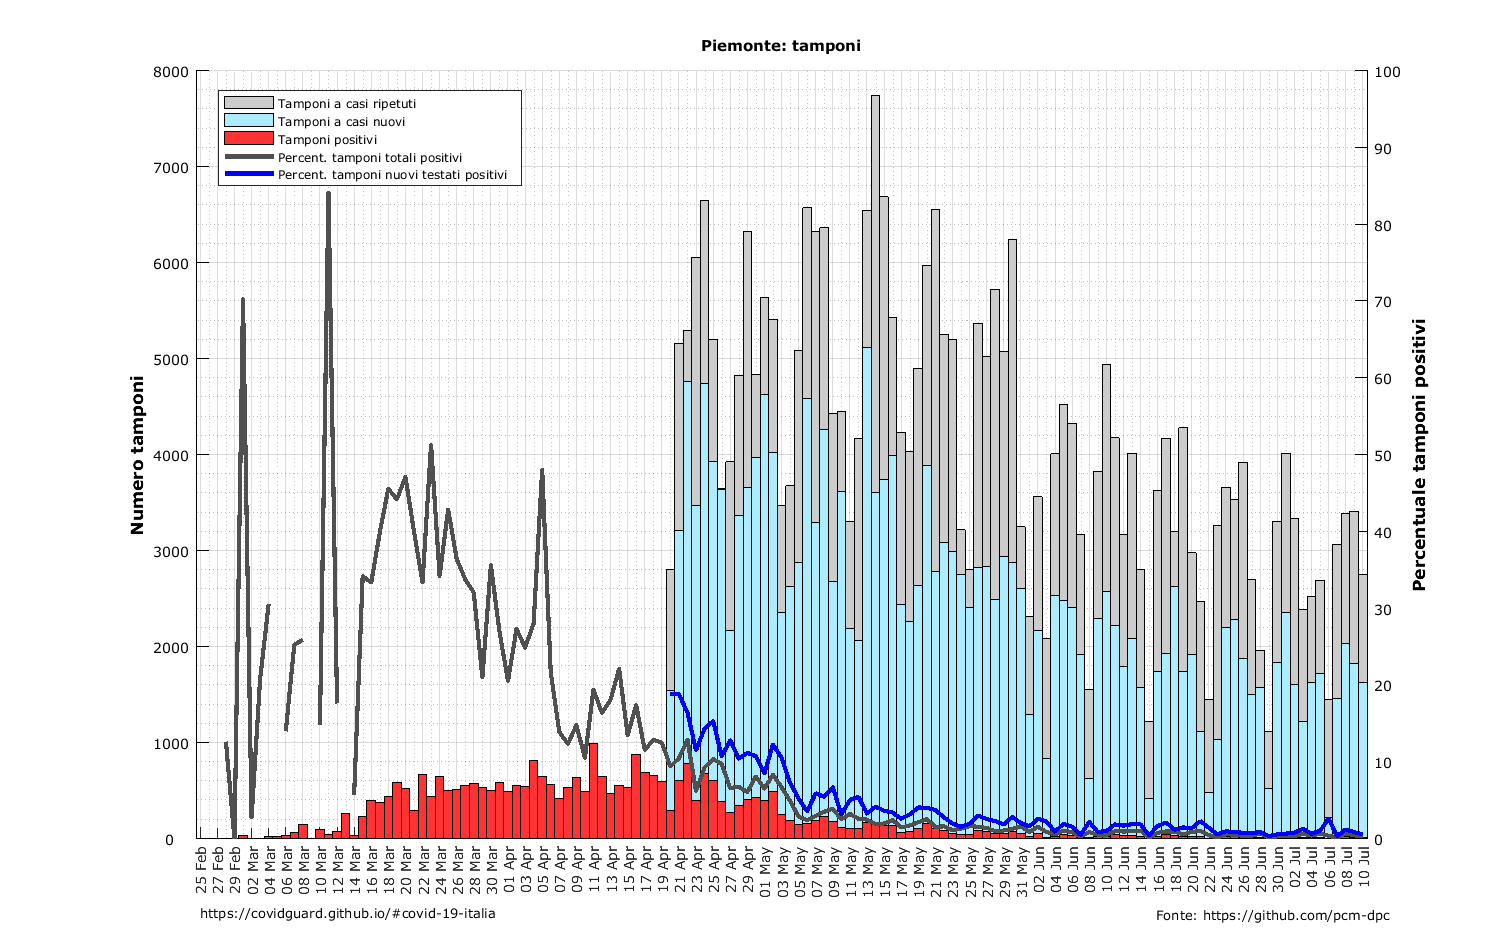 Piemonte: tamponi
Tamponi a casi ripetuti
Tamponi a casi nuovi
Tamponi positivi
Percent. tamponi totali positivi
Percent. tamponi nuovi testati positivi
Numero tamponi
8000
7000
6000
5000
4000
3000
2000
1000
0
Percentuale tamponi positivi
100
90
80
70
60
50
40
30
20
10
0
25 Feb
27 Feb
29 Feb
02 Mar
04 Mar
06 Mar
08 Mar
10 Mar
12 Mar
14 Mar
16 Mar
18 Mar
20 Mar
22 Mar
24 Mar
26 Mar
28 Mar
30 Mar
01 Apr
03 Apr
05 Apr
07 Apr
09 Apr
11 Apr
13 Apr
15 Apr
17 Apr
19 Apr
21 Apr
23 Apr
25 Apr
27 Apr
29 Apr
01 May
03 May
05 May
07 May
09 May
11 May
13 May
15 May
17 May
19 May
21 May
23 May
25 May
27 May
29 May
31 May
02 Jun
04 Jun
06 Jun
08 Jun
10 Jun
12 Jun
14 Jun
16 Jun
18 Jun
20 Jun
22 Jun
24 Jun
26 Jun
28 Jun
30 Jun
02 Jul
04 Jul
06 Jul
08 Jul
10 Jul
https://covidguard.github.io/#covid-19-italia
Fonte: https://github.com/pcm-dpc